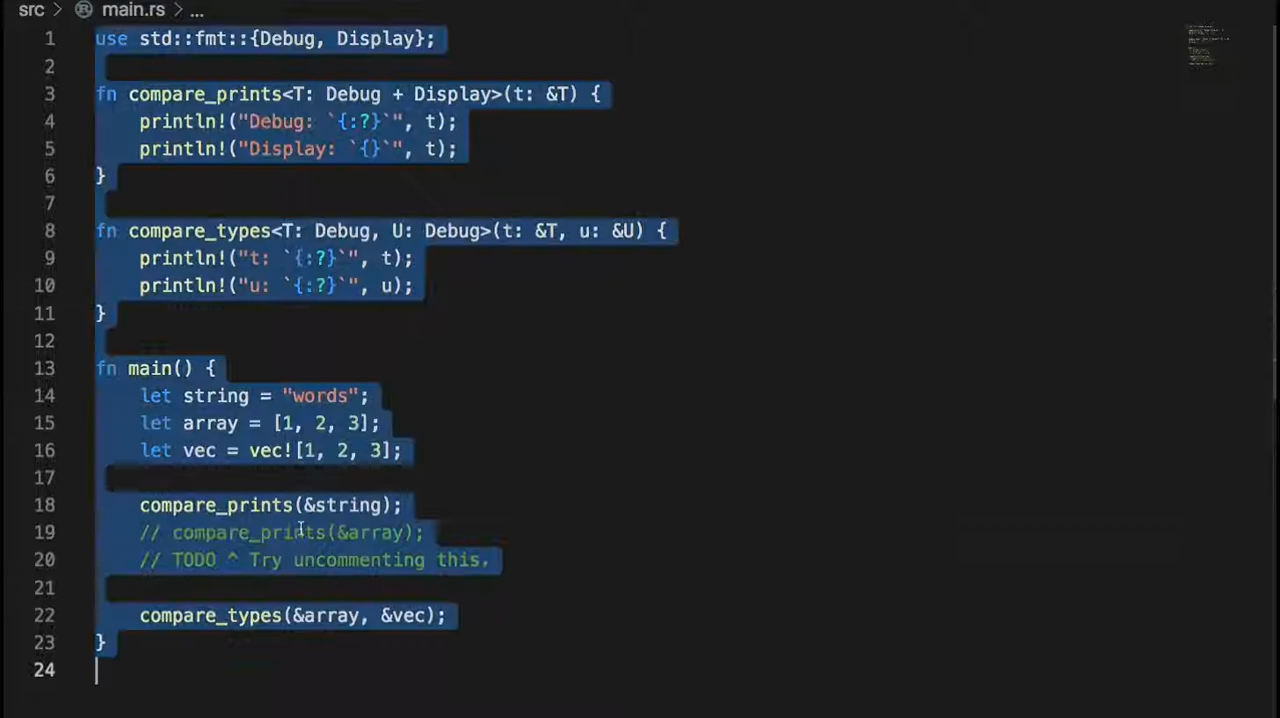 src > main.rs > ...
1 use std::fmt::{Debug, Display};
2
3 fn compare_prints<T: Debug + Display>(t: &T) {
4     println!("Debug: `{:?}`", t);
5     println!("Display: `{}`", t);
6 }
7
8 fn compare_types<T: Debug, U: Debug>(t: &T, u: &U) {
9     println!("t: `{:?}`", t);
10     println!("u: `{:?}`", u);
11 }
12
13 fn main() {
14     let string = "words";
15     let array = [1, 2, 3];
16     let vec = vec![1, 2, 3];
17
18     compare_prints(&string);
19     // compare_prints(&array);
20     // TODO ^ Try uncommenting this.
21
22     compare_types(&array, &vec);
23 }
24